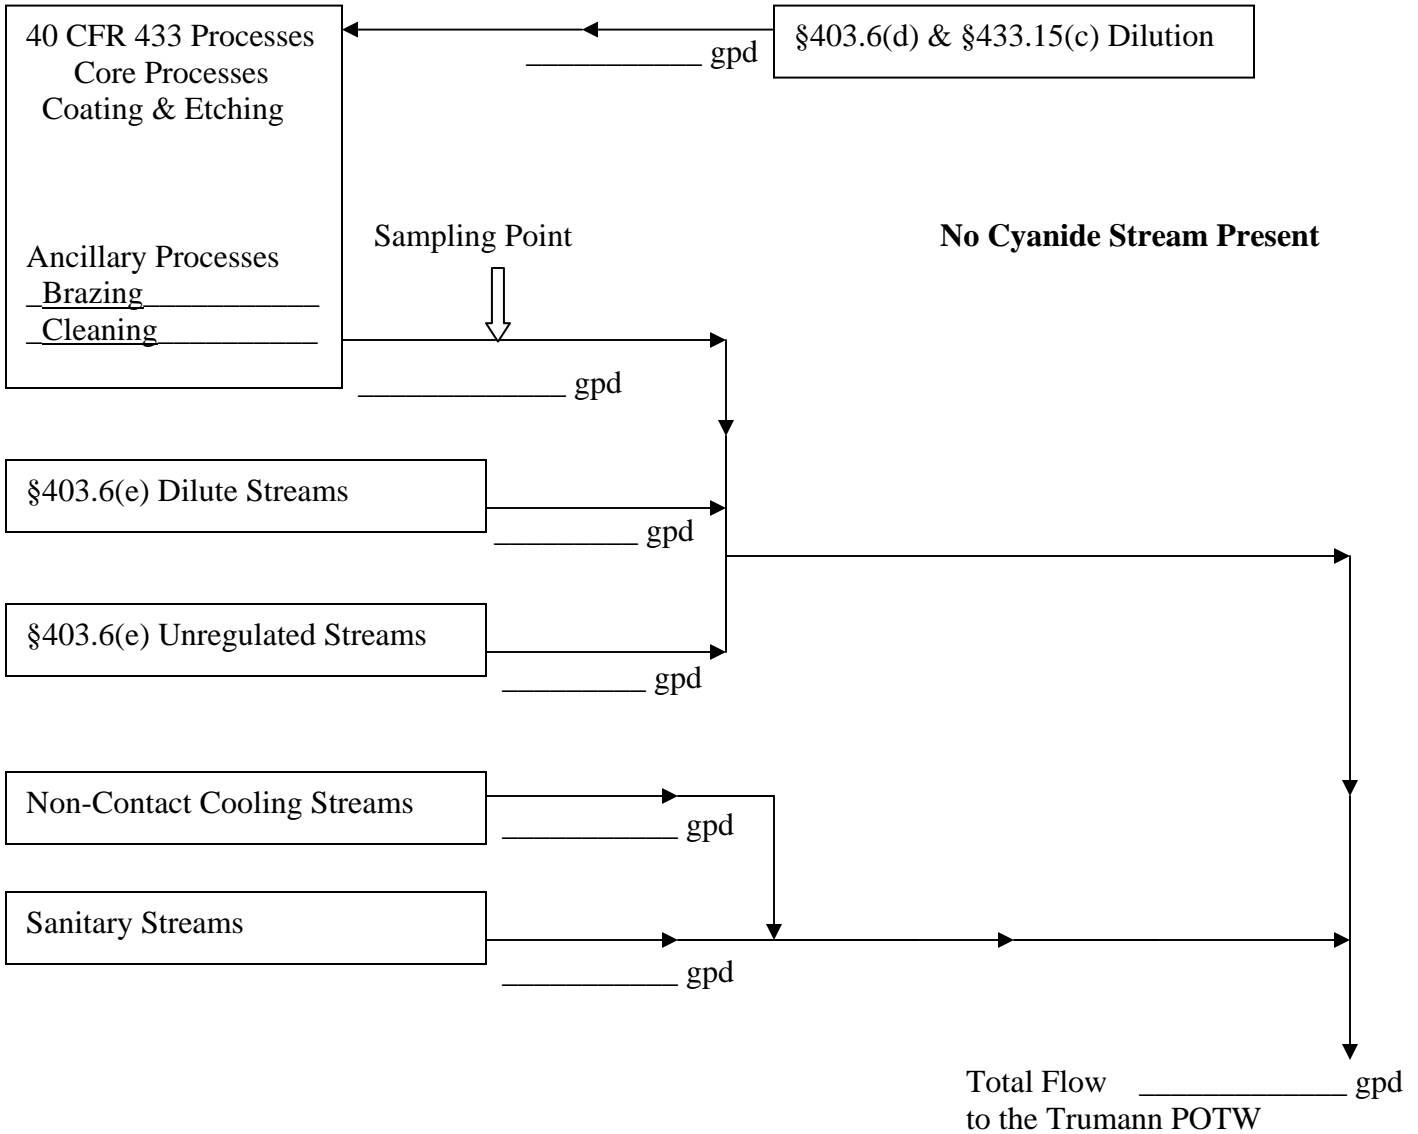 40 CFR 433 Processes
Core Processes
Coating & Etching
§403.6(d) & §433.15(c) Dilution
___________ gpd
Sampling Point
No Cyanide Stream Present
Ancillary Processes
_Brazing___________
_Cleaning__________
_____________ gpd
§403.6(e) Dilute Streams
_________ gpd
§403.6(e) Unregulated Streams
_________ gpd
Non-Contact Cooling Streams
___________ gpd
Sanitary Streams
___________ gpd
Total Flow _____________ gpd
to the Trumann POTW